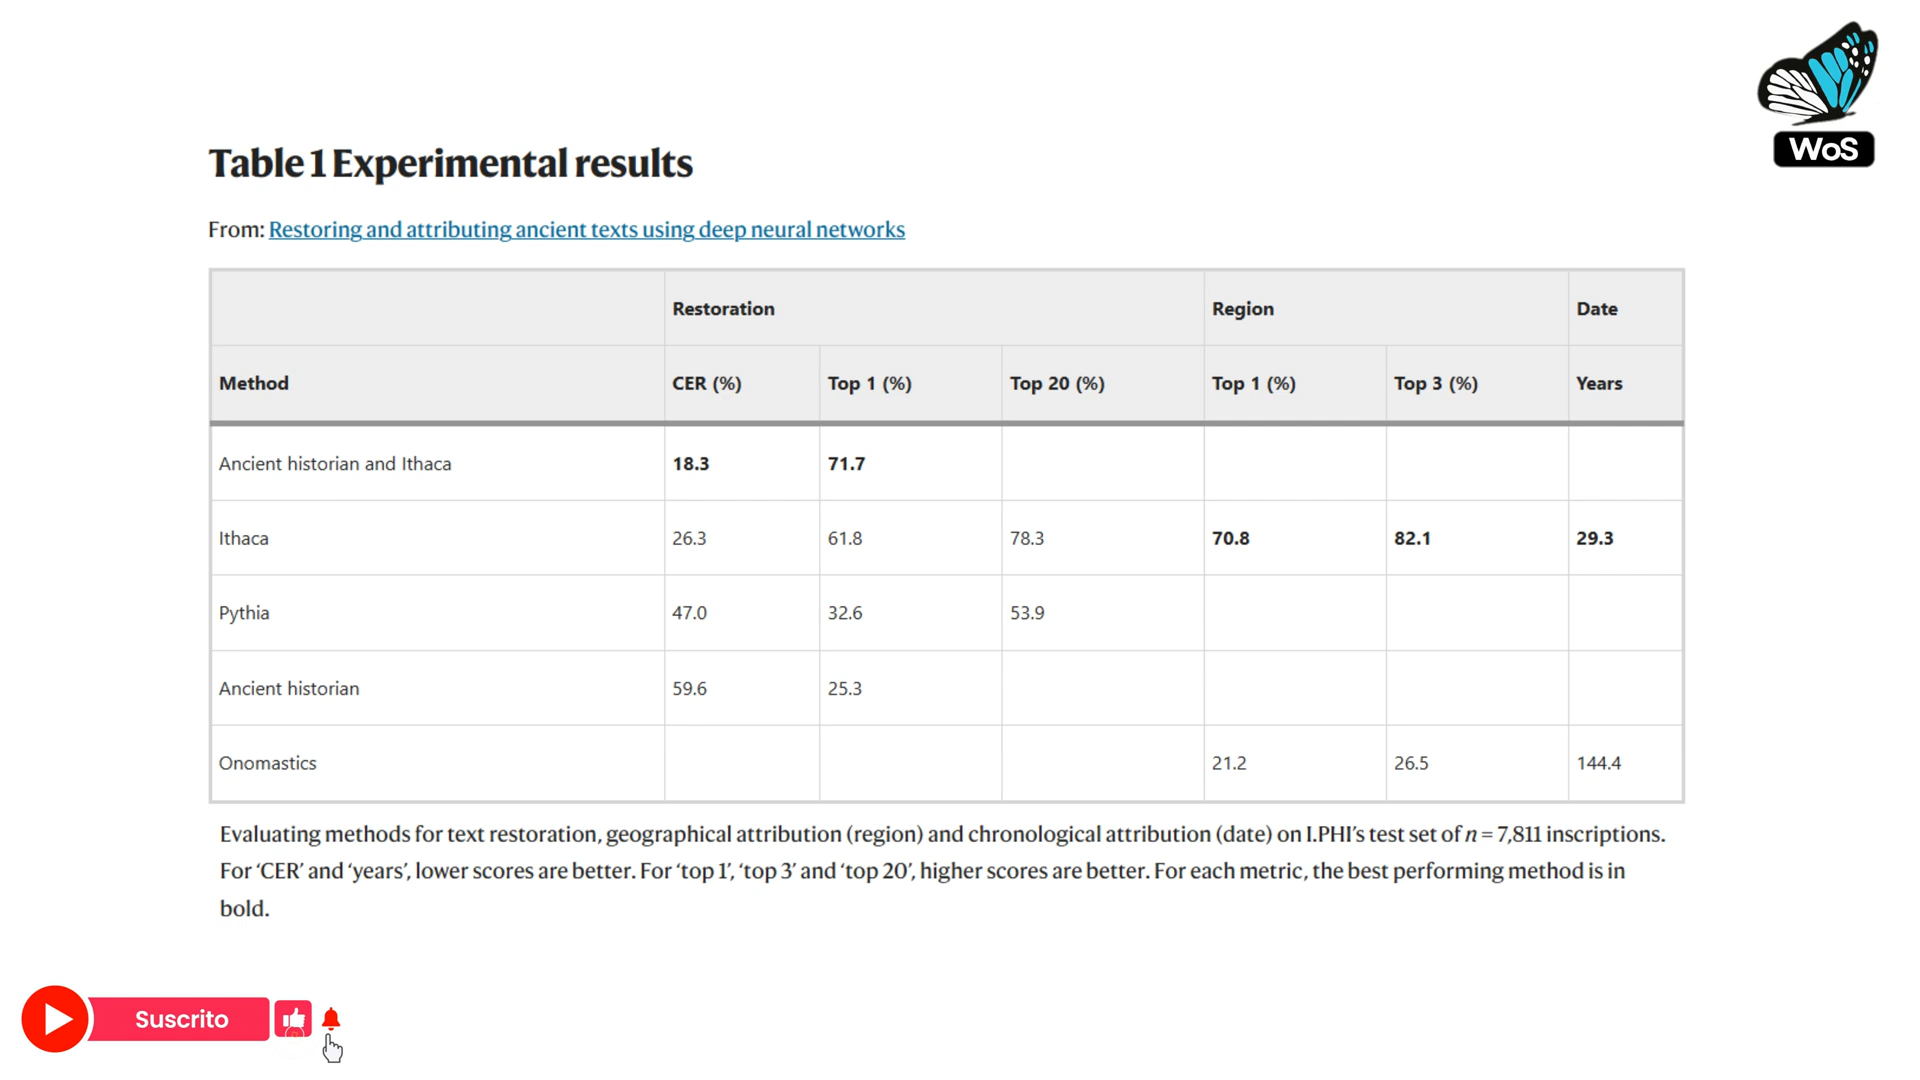 WoS
Table 1 Experimental results
From: Restoring and attributing ancient texts using deep neural networks
Restoration Region Date
Method CER (%) Top 1 (%) Top 20 (%) Top 1 (%) Top 3 (%) Years
Ancient historian and Ithaca 18.3 71.7
Ithaca 26.3 61.8 78.3 70.8 82.1 29.3
Pythia 47.0 32.6 53.9
Ancient historian 59.6 25.3
Onomastics 21.2 26.5 144.4
Evaluating methods for text restoration, geographical attribution (region) and chronological attribution (date) on I.PHI’s test set of n = 7,811 inscriptions.
For ‘CER’ and ‘years’, lower scores are better. For ‘top 1’, ‘top 3’ and ‘top 20’, higher scores are better. For each metric, the best performing method is in
bold.
Suscrito